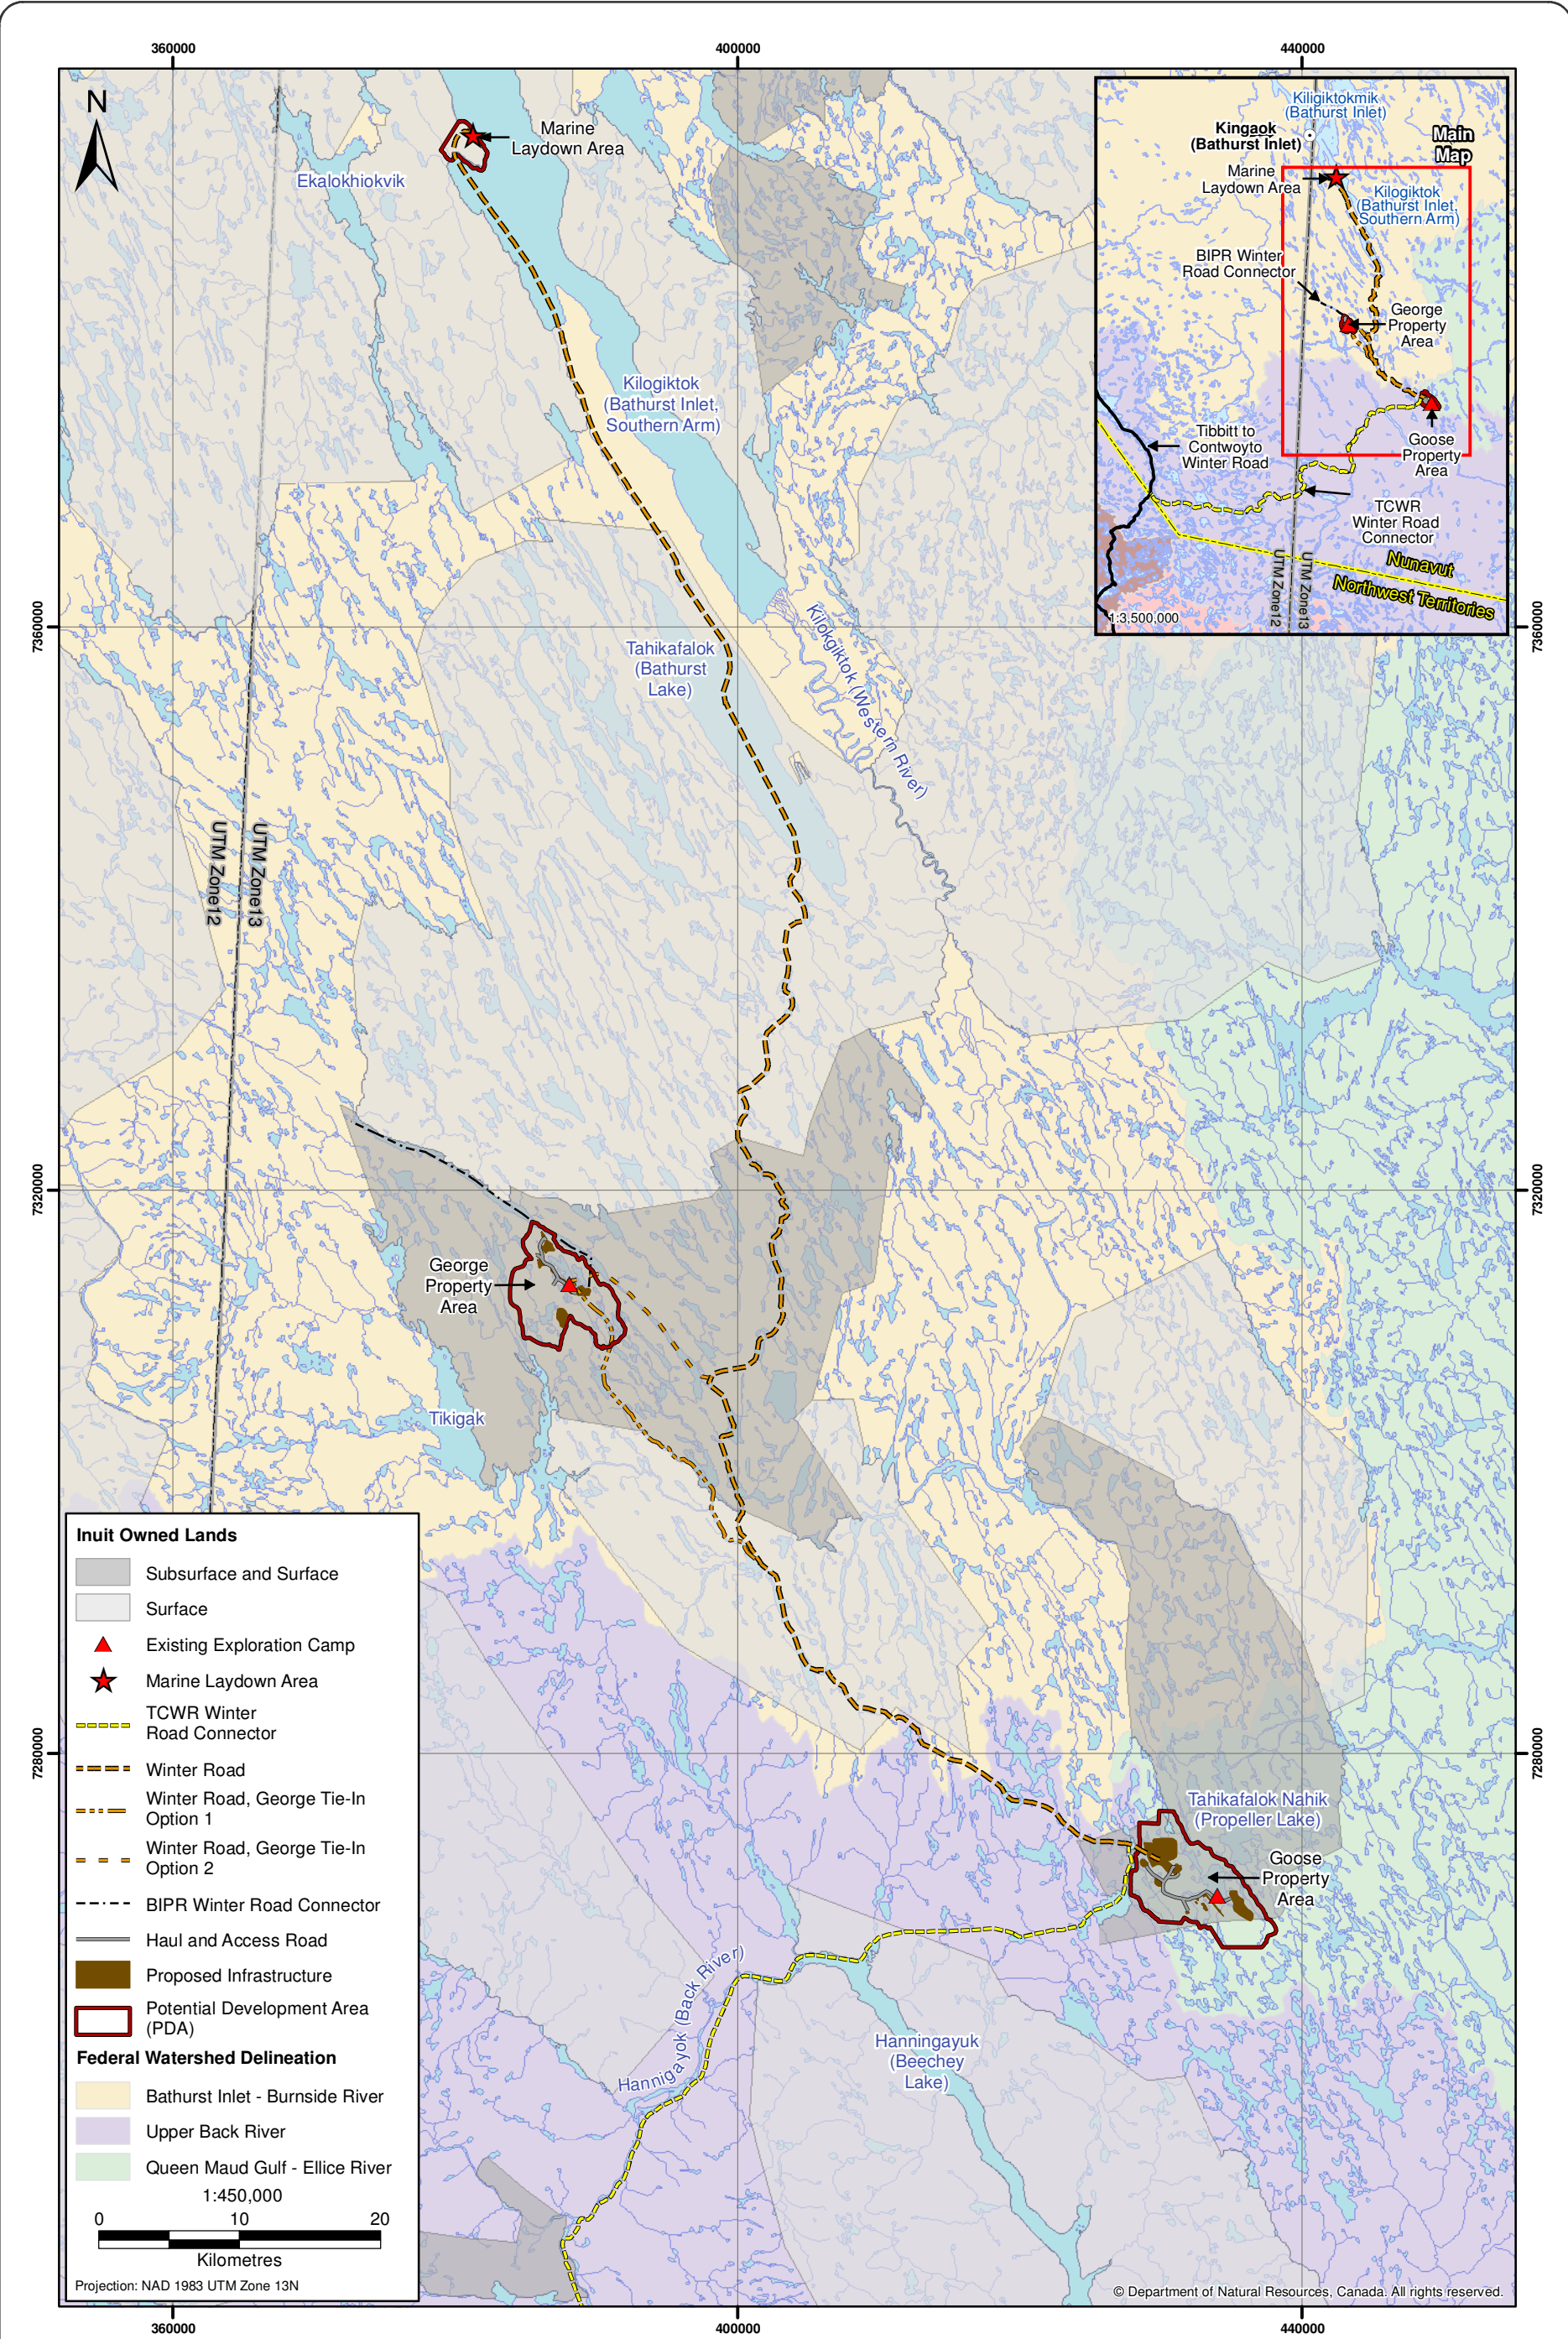 360000
400000
440000
N
Marine
Laydown Area
Ekalokhiokvik
Kilogiktok
(Bathurst Inlet,
Southern Arm)
Tahikafalok
(Bathurst
Lake)
Kilokgiktok (Western River)
7360000
7360000
UTM Zone12
UTM Zone13
Kiligiktokmik
(Bathurst Inlet)
Kingaok
(Bathurst Inlet)
Main
Map
Marine
Laydown Area
Kilogiktok
(Bathurst Inlet,
Southern Arm)
BIPR Winter
Road Connector
George
Property
Area
Tibbitt to
Contwoyto
Winter Road
Goose
Property
Area
TCWR
Winter Road
Connector
Nunavut
Northwest Territories
UTM Zone12
UTM Zone13
1:3,500,000
7320000
7320000
George
Property
Area
Tikigak
7280000
7280000
Tahikafalok Nahik
(Propeller Lake)
Goose
Property
Area
Hannigayok (Back River)
Hanningayuk
(Beechey
Lake)
Inuit Owned Lands
Subsurface and Surface
Surface
Existing Exploration Camp
Marine Laydown Area
TCWR Winter
Road Connector
Winter Road
Winter Road, George Tie-In
Option 1
Winter Road, George Tie-In
Option 2
BIPR Winter Road Connector
Haul and Access Road
Proposed Infrastructure
Potential Development Area
(PDA)
Federal Watershed Delineation
Bathurst Inlet - Burnside River
Upper Back River
Queen Maud Gulf - Ellice River
1:450,000
0 10 20
Kilometres
Projection: NAD 1983 UTM Zone 13N
© Department of Natural Resources, Canada. All rights reserved.
360000
400000
440000